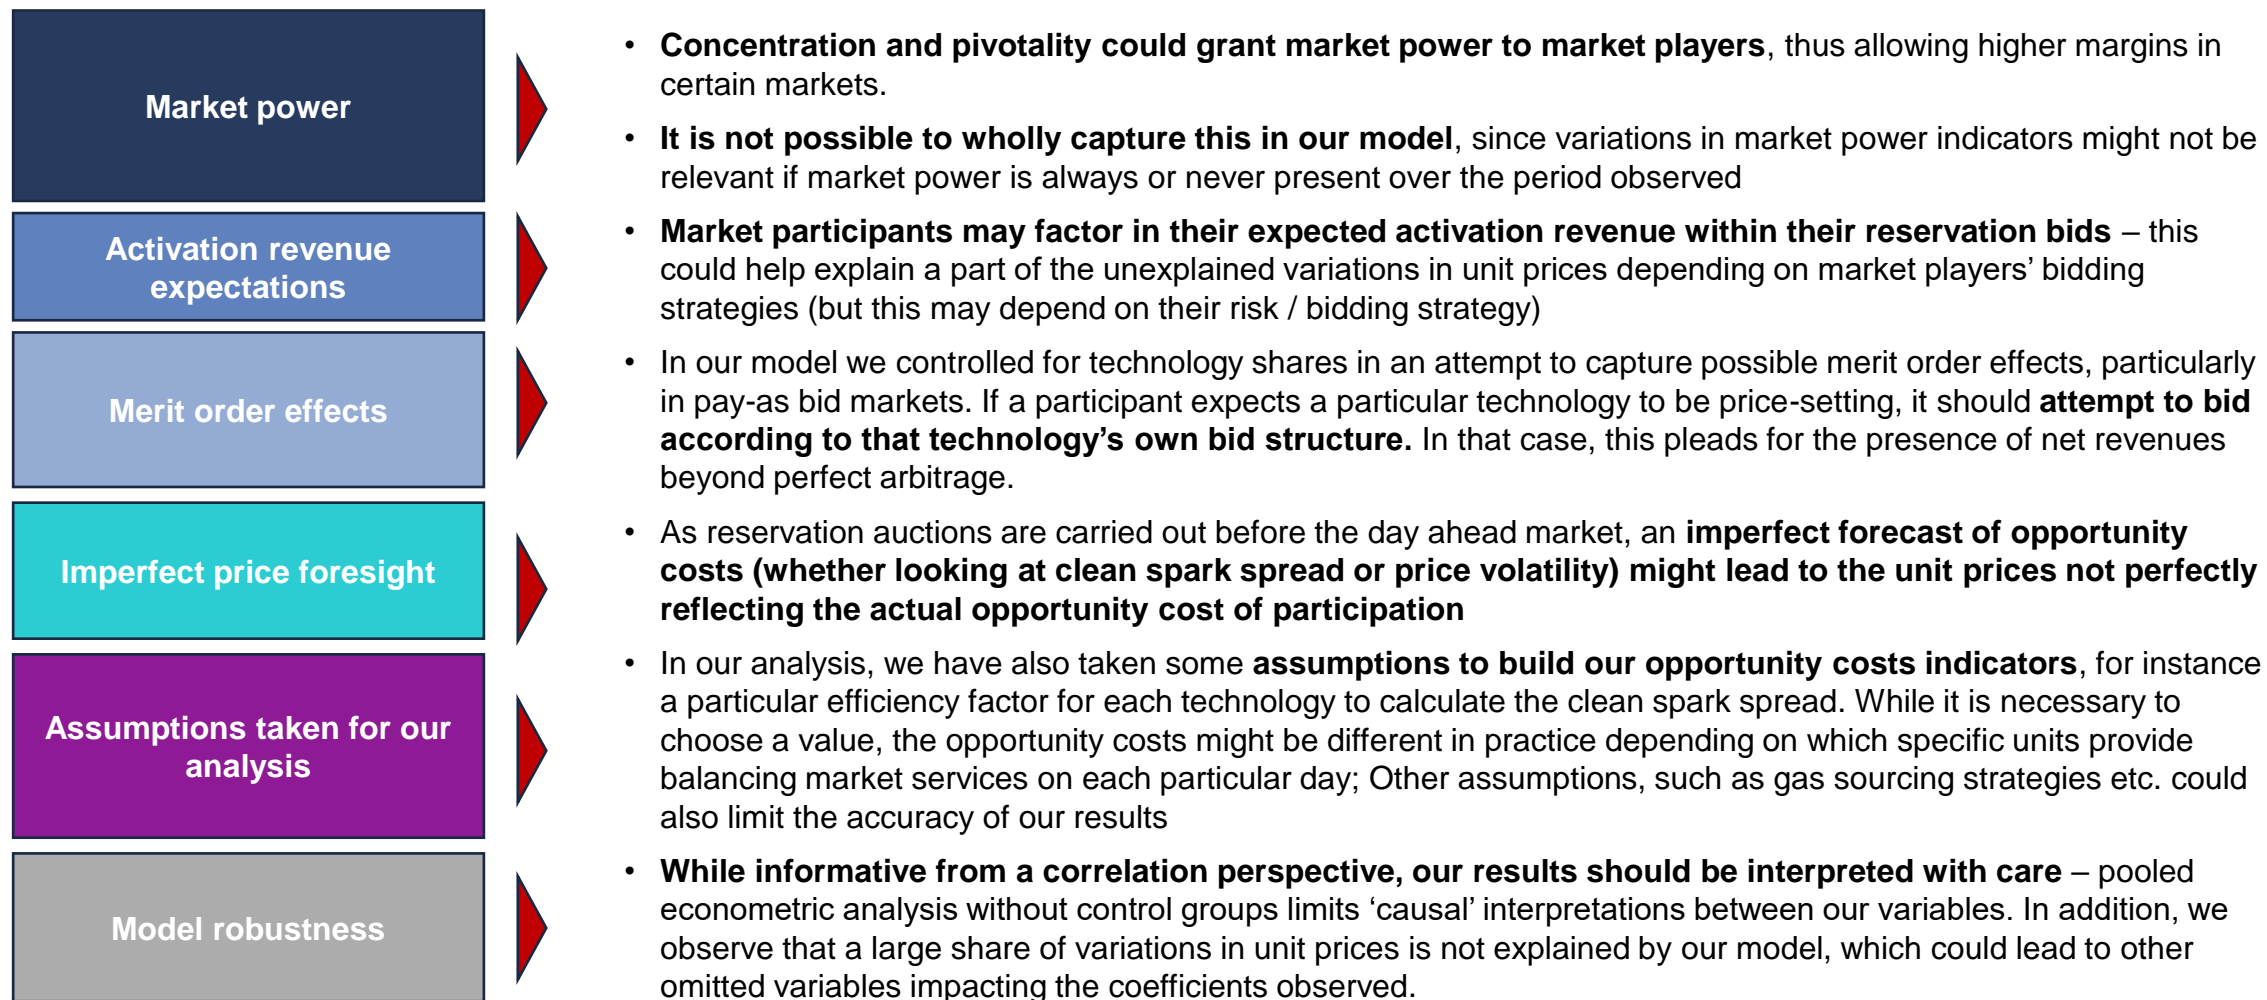 Market power
• Concentration and pivotality could grant market power to market players, thus allowing higher margins in
certain markets.
• It is not possible to wholly capture this in our model, since variations in market power indicators might not be
relevant if market power is always or never present over the period observed
Activation revenue
expectations
• Market participants may factor in their expected activation revenue within their reservation bids – this
could help explain a part of the unexplained variations in unit prices depending on market players’ bidding
strategies (but this may depend on their risk / bidding strategy)
Merit order effects
• In our model we controlled for technology shares in an attempt to capture possible merit order effects, particularly
in pay-as bid markets. If a participant expects a particular technology to be price-setting, it should attempt to bid
according to that technology’s own bid structure. In that case, this pleads for the presence of net revenues
beyond perfect arbitrage.
Imperfect price foresight
• As reservation auctions are carried out before the day ahead market, an imperfect forecast of opportunity
costs (whether looking at clean spark spread or price volatility) might lead to the unit prices not perfectly
reflecting the actual opportunity cost of participation
Assumptions taken for our
analysis
• In our analysis, we have also taken some assumptions to build our opportunity costs indicators, for instance
a particular efficiency factor for each technology to calculate the clean spark spread. While it is necessary to
choose a value, the opportunity costs might be different in practice depending on which specific units provide
balancing market services on each particular day; Other assumptions, such as gas sourcing strategies etc. could
also limit the accuracy of our results
Model robustness
• While informative from a correlation perspective, our results should be interpreted with care – pooled
econometric analysis without control groups limits ‘causal’ interpretations between our variables. In addition, we
observe that a large share of variations in unit prices is not explained by our model, which could lead to other
omitted variables impacting the coefficients observed.